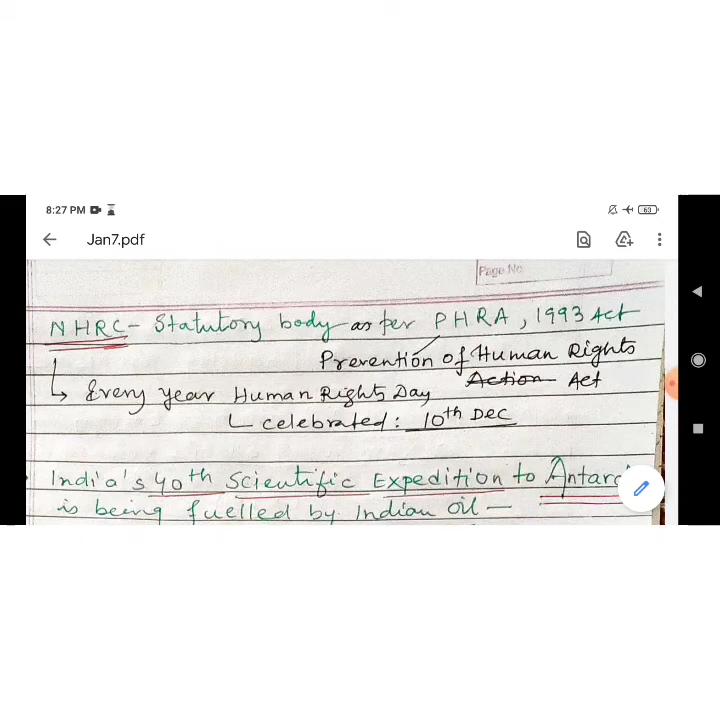 8:27 PM
63
Jan7.pdf
Page No
NHRC- Statutory body as per PHRA, 1993 Act
Prevention of Human Rights
Action Act
↳ Every year Human Rights Day
celebrated: 10th Dec
India's 40th Scientific Expedition to Antarc
is being fuelled by Indian Oil —